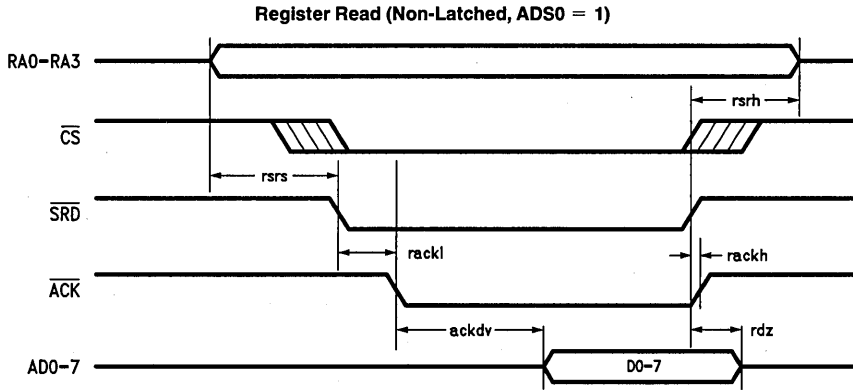 Register Read (Non-Latched, ADS0 = 1)
RA0-RA3
rsrh
CS
rsrs
SRD
rackl
rackh
ACK
ackdv
rdz
AD0-7
D0-7